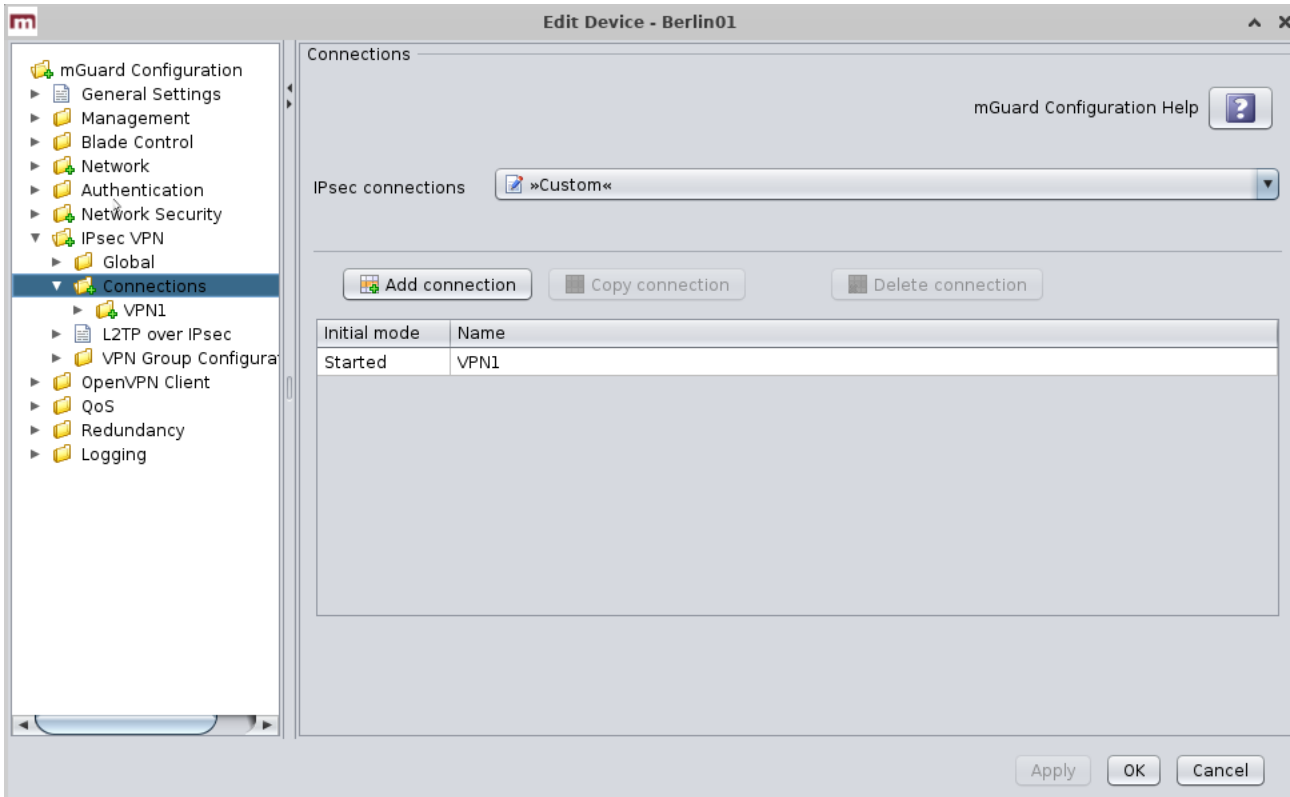 Edit Device - Berlin01
mGuard Configuration
General Settings
Management
Blade Control
Network
Authentication
Network Security
IPsec VPN
Global
Connections
VPN1
L2TP over IPsec
VPN Group Configurat
OpenVPN Client
QoS
Redundancy
Logging
Connections
mGuard Configuration Help
IPsec connections »Custom«
Add connection Copy connection Delete connection
Initial mode Name
Started VPN1
Apply OK Cancel